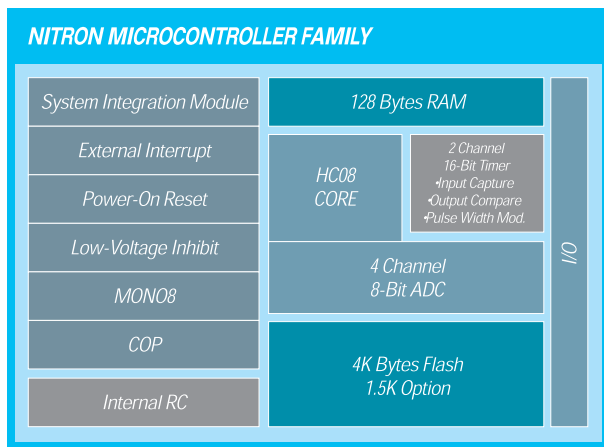 NITRON MICROCONTROLLER FAMILY
System Integration Module
External Interrupt
Power-On Reset
Low-Voltage Inhibit
MONO8
COP
Internal RC
128 Bytes RAM
HC08
CORE
2 Channel
16-Bit Timer
•Input Capture
•Output Compare
•Pulse Width Mod.
4 Channel
8-Bit ADC
4K Bytes Flash
1.5K Option
I/O